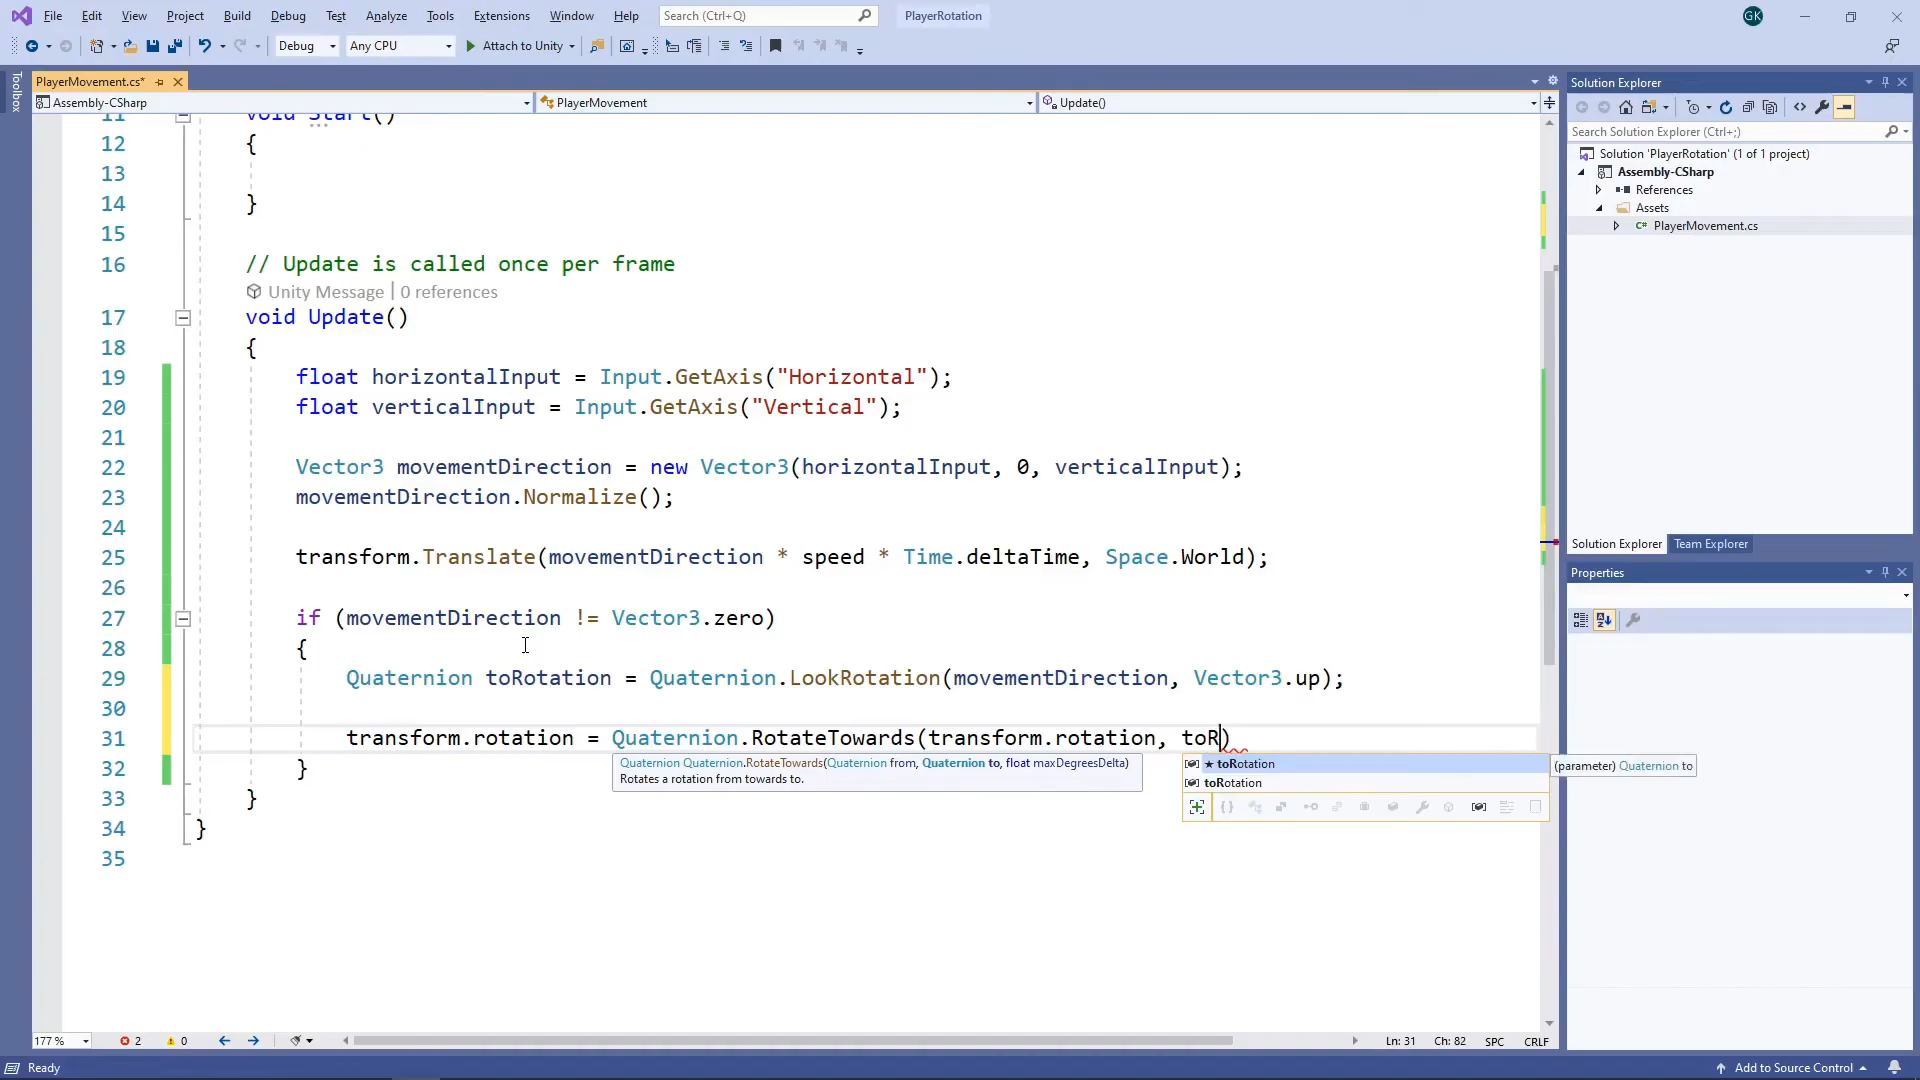 File Edit View Project Build Debug Test Analyze Tools Extensions Window Help Search (Ctrl+Q) PlayerRotation GK
Debug Any CPU Attach to Unity
Toolbox
PlayerMovement.cs*
Assembly-CSharp PlayerMovement Update()
11 void Start()
12 {
13
14 }
15
16 // Update is called once per frame
Unity Message | 0 references
17 void Update()
18 {
19 float horizontalInput = Input.GetAxis("Horizontal");
20 float verticalInput = Input.GetAxis("Vertical");
21
22 Vector3 movementDirection = new Vector3(horizontalInput, 0, verticalInput);
23 movementDirection.Normalize();
24
25 transform.Translate(movementDirection * speed * Time.deltaTime, Space.World);
26
27 if (movementDirection != Vector3.zero)
28 {
29 Quaternion toRotation = Quaternion.LookRotation(movementDirection, Vector3.up);
30
31 transform.rotation = Quaternion.RotateTowards(transform.rotation, toR)
Quaternion Quaternion.RotateTowards(Quaternion from, Quaternion to, float maxDegreesDelta)
Rotates a rotation from towards to.
★ toRotation
toRotation
(parameter) Quaternion to
32 }
33 }
34 }
35
177 % 2 0 Ln: 31 Ch: 82 SPC CRLF
Solution Explorer
Search Solution Explorer (Ctrl+;)
Solution 'PlayerRotation' (1 of 1 project)
Assembly-CSharp
References
Assets
C# PlayerMovement.cs
Solution Explorer Team Explorer
Properties
Ready Add to Source Control